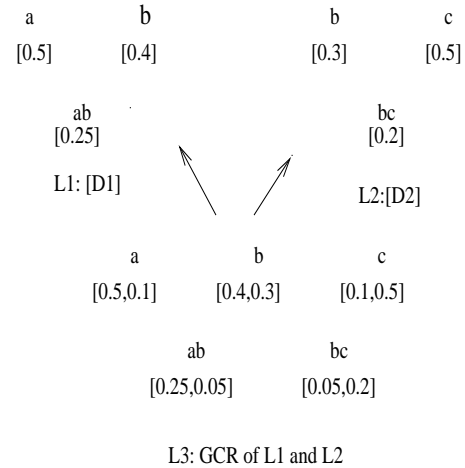 a b b c
[0.5] [0.4] [0.3] [0.5]
ab bc
[0.25] [0.2]
L1: [D1] L2:[D2]
a b c
[0.5,0.1] [0.4,0.3] [0.1,0.5]
ab bc
[0.25,0.05] [0.05,0.2]
L3: GCR of L1 and L2